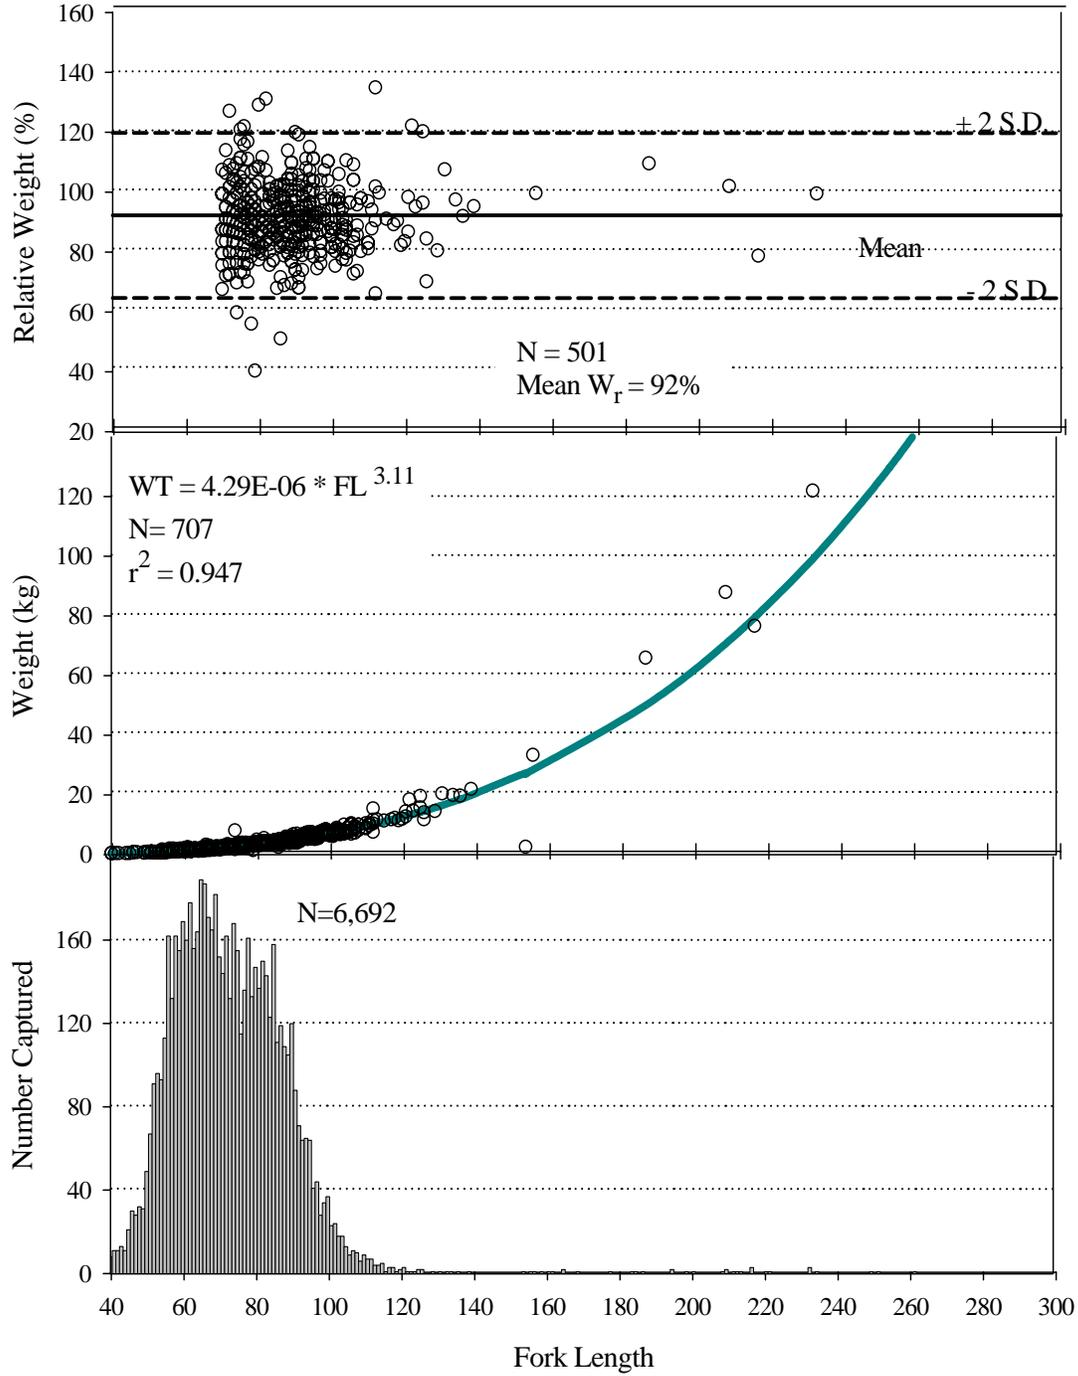 160
140
120
100
80
60
40
20
Relative Weight (%)
+ 2 S.D.
Mean
- 2 S.D.
N = 501
Mean Wr = 92%
120
100
80
60
40
20
0
Weight (kg)
WT = 4.29E-06 * FL 3.11
N= 707
r2 = 0.947
160
120
80
40
0
Number Captured
N=6,692
40 60 80 100 120 140 160 180 200 220 240 260 280 300
Fork Length